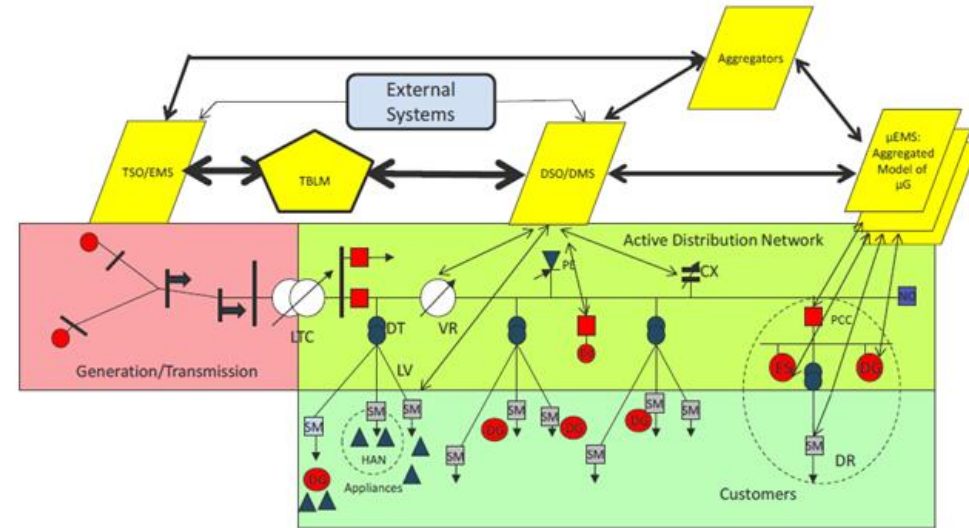 Aggregators
External
Systems
TSO/EMS
TBLM
DSO/DMS
µEMS:
Aggregated
Model of
µG
Active Distribution Network
PE
CX
NO
LTC
DT
VR
PCC
Generation/Transmission
LV
ES
DG
SM
SM
SM
SM
SM
SM
SM
SM
DG
DG
DG
SM
SM
SM
HAN
DR
DG
Appliances
Customers